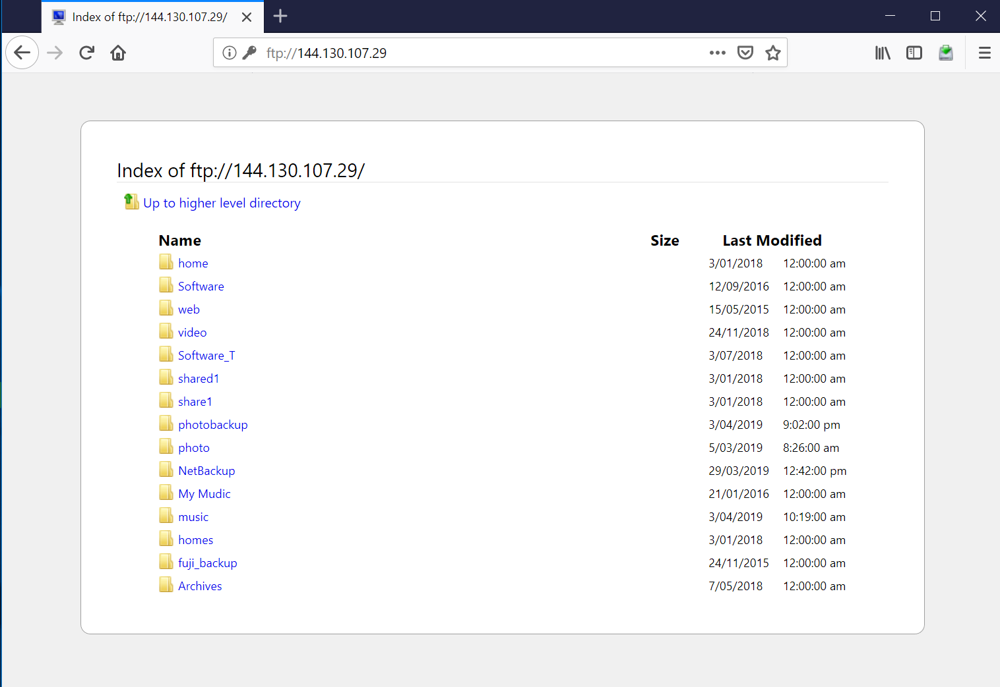 Index of ftp://144.130.107.29/
ftp://144.130.107.29
Index of ftp://144.130.107.29/
Up to higher level directory
Name Size Last Modified
home 3/01/2018 12:00:00 am
Software 12/09/2016 12:00:00 am
web 15/05/2015 12:00:00 am
video 24/11/2018 12:00:00 am
Software_T 3/07/2018 12:00:00 am
shared1 3/01/2018 12:00:00 am
share1 3/01/2018 12:00:00 am
photobackup 3/04/2019 9:02:00 pm
photo 5/03/2019 8:26:00 am
NetBackup 29/03/2019 12:42:00 pm
My Mudic 21/01/2016 12:00:00 am
music 3/04/2019 10:19:00 am
homes 3/01/2018 12:00:00 am
fuji_backup 24/11/2015 12:00:00 am
Archives 7/05/2018 12:00:00 am